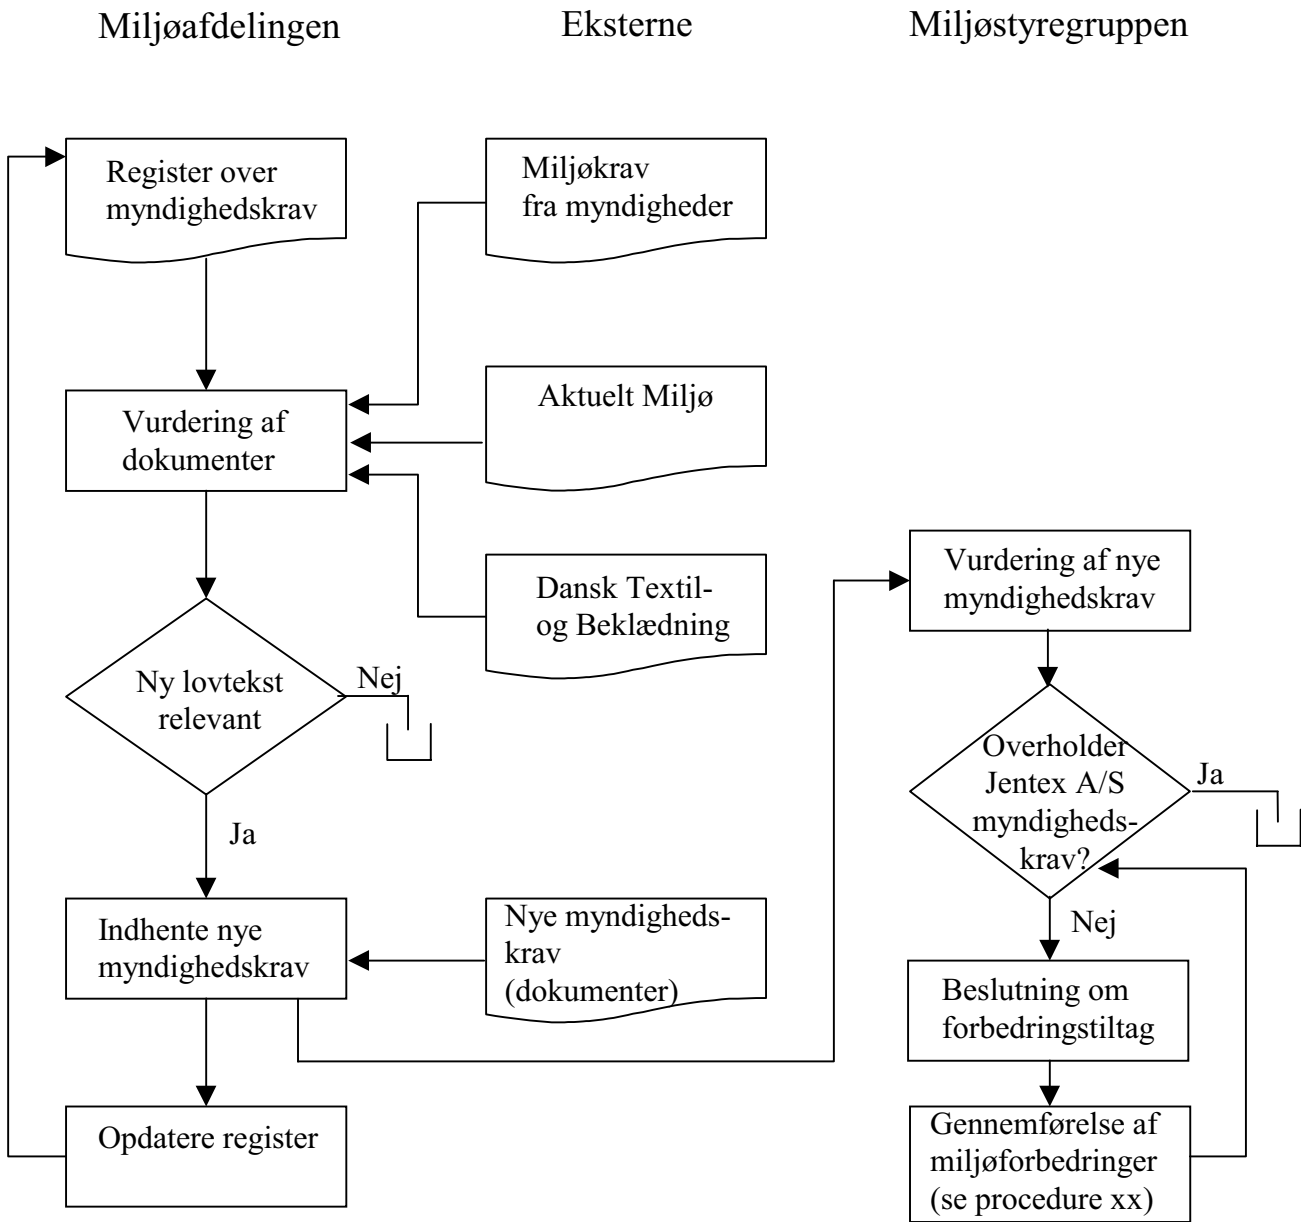 Miljøafdelingen
Eksterne
Miljøstyregruppen
Register over
myndighedskrav
Miljøkrav
fra myndigheder
Vurdering af
dokumenter
Aktuelt Miljø
Dansk Textil-
og Beklædning
Vurdering af nye
myndighedskrav
Ny lovtekst
relevant
Nej
Ja
Overholder
Jentex A/S
myndigheds-
krav?
Ja
Nej
Indhente nye
myndighedskrav
Nye myndigheds-
krav
(dokumenter)
Beslutning om
forbedringstiltag
Opdatere register
Gennemførelse af
miljøforbedringer
(se procedure xx)